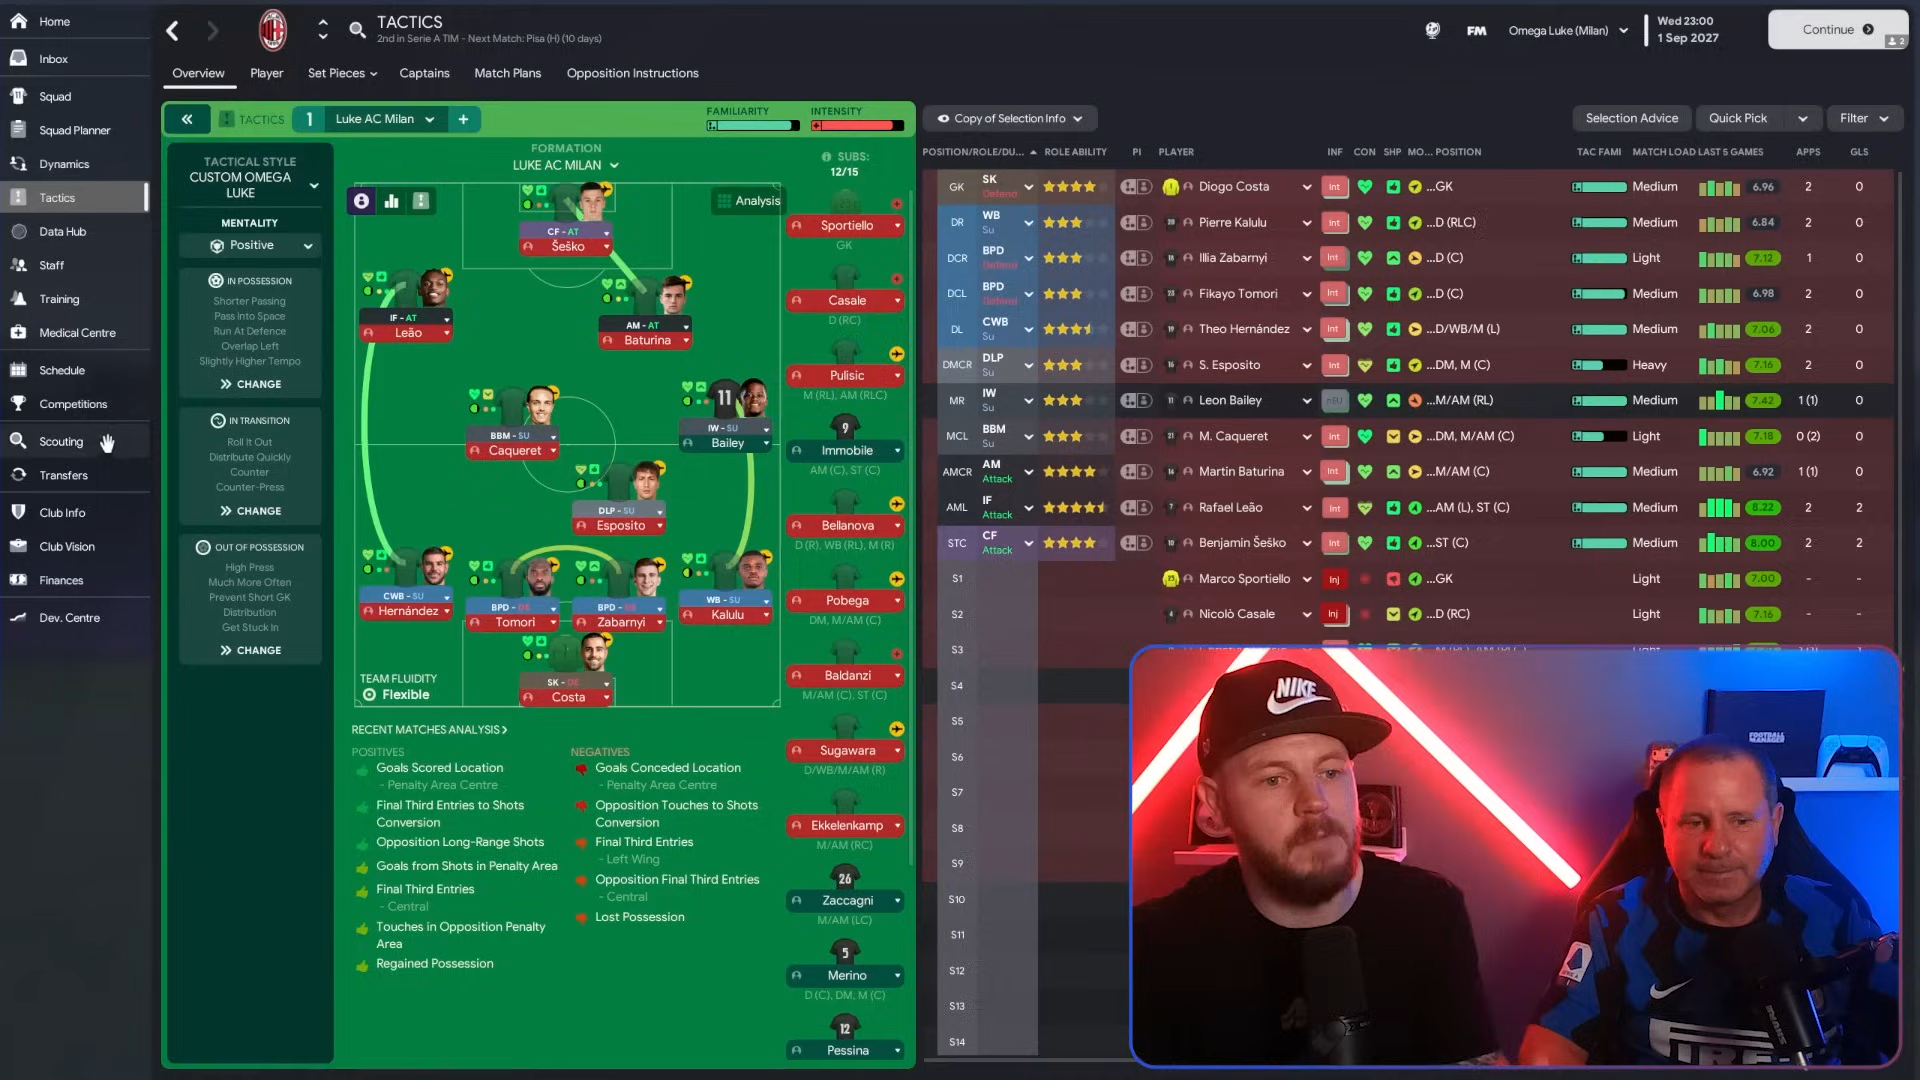 Home
Inbox
Squad
Squad Planner
Dynamics
Tactics
Data Hub
Staff
Training
Medical Centre
Schedule
Competitions
Scouting
Transfers
Club Info
Club Vision
Finances
Dev. Centre
TACTICS
2nd in Serie A TIM - Next Match: Pisa (H) (10 days)
FM
Omega Luke (Milan)
Wed 23:00
1 Sep 2027
Continue
2
Overview
Player
Set Pieces
Captains
Match Plans
Opposition Instructions
TACTICS
1
Luke AC Milan
+
FAMILIARITY
INTENSITY
TACTICAL STYLE
CUSTOM OMEGA
LUKE
MENTALITY
Positive
IN POSSESSION
Shorter Passing
Pass Into Space
Run At Defence
Overlap Left
Slightly Higher Tempo
CHANGE
IN TRANSITION
Roll It Out
Distribute Quickly
Counter
Counter-Press
CHANGE
OUT OF POSSESSION
High Press
Much More Often
Prevent Short GK
Distribution
Get Stuck In
CHANGE
FORMATION
LUKE AC MILAN
SUBS:
12/15
Analysis
CF - AT
Šeško
IF - AT
Leão
AM - AT
Baturina
BBM - SU
Caqueret
11
IW - SU
Bailey
DLP - SU
Esposito
CWB - SU
Hernández
BPD - DE
Tomori
BPD - DE
Zabarnyi
WB - SU
Kalulu
SK - DE
Costa
TEAM FLUIDITY
Flexible
Sportiello
GK
Casale
D (RC)
Pulisic
M (RL), AM (RLC)
9
Immobile
AM (C), ST (C)
Bellanova
D (R), WB (RL), M (R)
Pobega
DM, M/AM (C)
Baldanzi
M/AM (C), ST (C)
Sugawara
D/WB/M/AM (R)
Ekkelenkamp
M/AM (RC)
26
Zaccagni
M/AM (LC)
5
Merino
D (C), DM, M (C)
12
Pessina
RECENT MATCHES ANALYSIS
POSITIVES
Goals Scored Location
- Penalty Area Centre
Final Third Entries to Shots
Conversion
Opposition Long-Range Shots
Goals from Shots in Penalty Area
Final Third Entries
- Central
Touches in Opposition Penalty
Area
Regained Possession
NEGATIVES
Goals Conceded Location
- Penalty Area Centre
Opposition Touches to Shots
Conversion
Final Third Entries
- Left Wing
Opposition Final Third Entries
- Central
Lost Possession
Copy of Selection Info
Selection Advice
Quick Pick
Filter
POSITION/ROLE/DU... ROLE ABILITY PI PLAYER INF CON SHP MO... POSITION TAC FAMI MATCH LOAD LAST 5 GAMES APPS GLS
GK SK Defend Diogo Costa Int ...GK Medium 6.96 2 0
DR WB Su Pierre Kalulu Int ...D (RLC) Medium 6.84 2 0
DCR BPD Defend Illia Zabarnyi Int ...D (C) Light 7.12 1 0
DCL BPD Defend Fikayo Tomori Int ...D (C) Medium 6.98 2 0
DL CWB Su Theo Hernández Int ...D/WB/M (L) Medium 7.06 2 0
DMCR DLP Su S. Esposito Int ...DM, M (C) Heavy 7.16 2 0
MR IW Su 11 Leon Bailey ...M/AM (RL) Medium 7.42 1 (1) 0
MCL BBM Su M. Caqueret Int ...DM, M/AM (C) Light 7.18 0 (2) 0
AMCR AM Attack Martin Baturina Int ...M/AM (C) Medium 6.92 1 (1) 0
AML IF Attack Rafael Leão Int ...AM (L), ST (C) Medium 8.22 2 2
STC CF Attack Benjamin Šeško Int ...ST (C) Medium 8.00 2 2
S1 Marco Sportiello Inj ...GK Light 7.00 - -
S2 Nicolò Casale Inj ...D (RC) Light 7.16 - -
S3
S4
S5
S6
S7
S8
S9
S10
S11
S12
S13
S14
NIKE
FOOTBALL
MANAGER